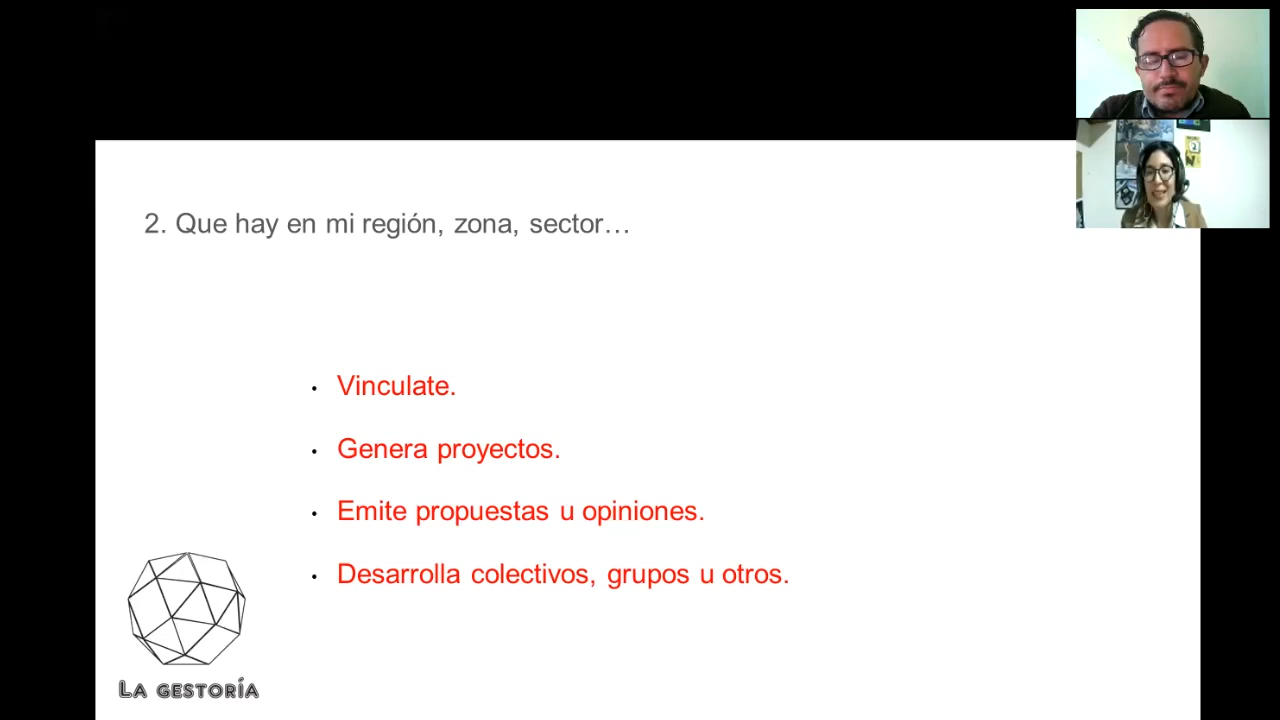 2. Que hay en mi región, zona, sector…
• Vinculate.
• Genera proyectos.
• Emite propuestas u opiniones.
• Desarrolla colectivos, grupos u otros.
LA GESTORÍA